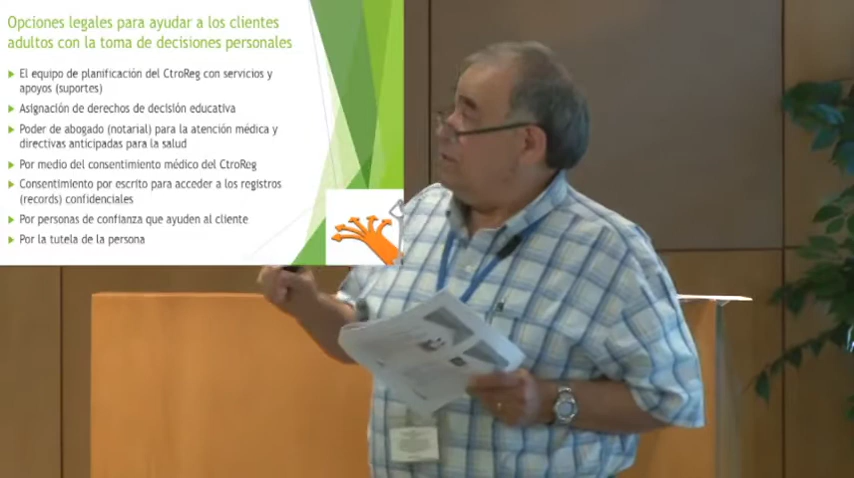 Opciones legales para ayudar a los clientes
adultos con la toma de decisiones personales
El equipo de planificación del CtroReg con servicios y
apoyos (suportes)
Asignación de derechos de decisión educativa
Poder de abogado (notarial) para la atención médica y
directivas anticipadas para la salud
Por medio del consentimiento médico del CtroReg
Consentimiento por escrito para acceder a los registros
(records) confidenciales
Por personas de confianza que ayuden al cliente
Por la tutela de la persona